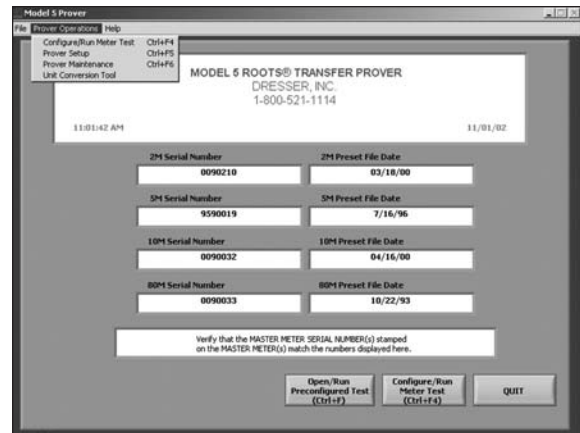 Model 5 Prover
File Prover Operations Help
Configure/Run Meter Test Ctrl+F4
Prover Setup Ctrl+F5
Prover Maintenance Ctrl+F6
Unit Conversion Tool
MODEL 5 ROOTS® TRANSFER PROVER
DRESSER, INC.
1-800-521-1114
11:01:42 AM 11/01/02
2M Serial Number 2M Preset File Date
0090210 03/18/00
5M Serial Number 5M Preset File Date
9590019 7/16/96
10M Serial Number 10M Preset File Date
0090032 04/16/00
80M Serial Number 80M Preset File Date
0090033 10/22/93
Verify that the MASTER METER SERIAL NUMBER(s) stamped
on the MASTER METER(s) match the numbers displayed here.
Open/Run
Preconfigured Test
(Ctrl+F)
Configure/Run
Meter Test
(Ctrl+F4)
QUIT